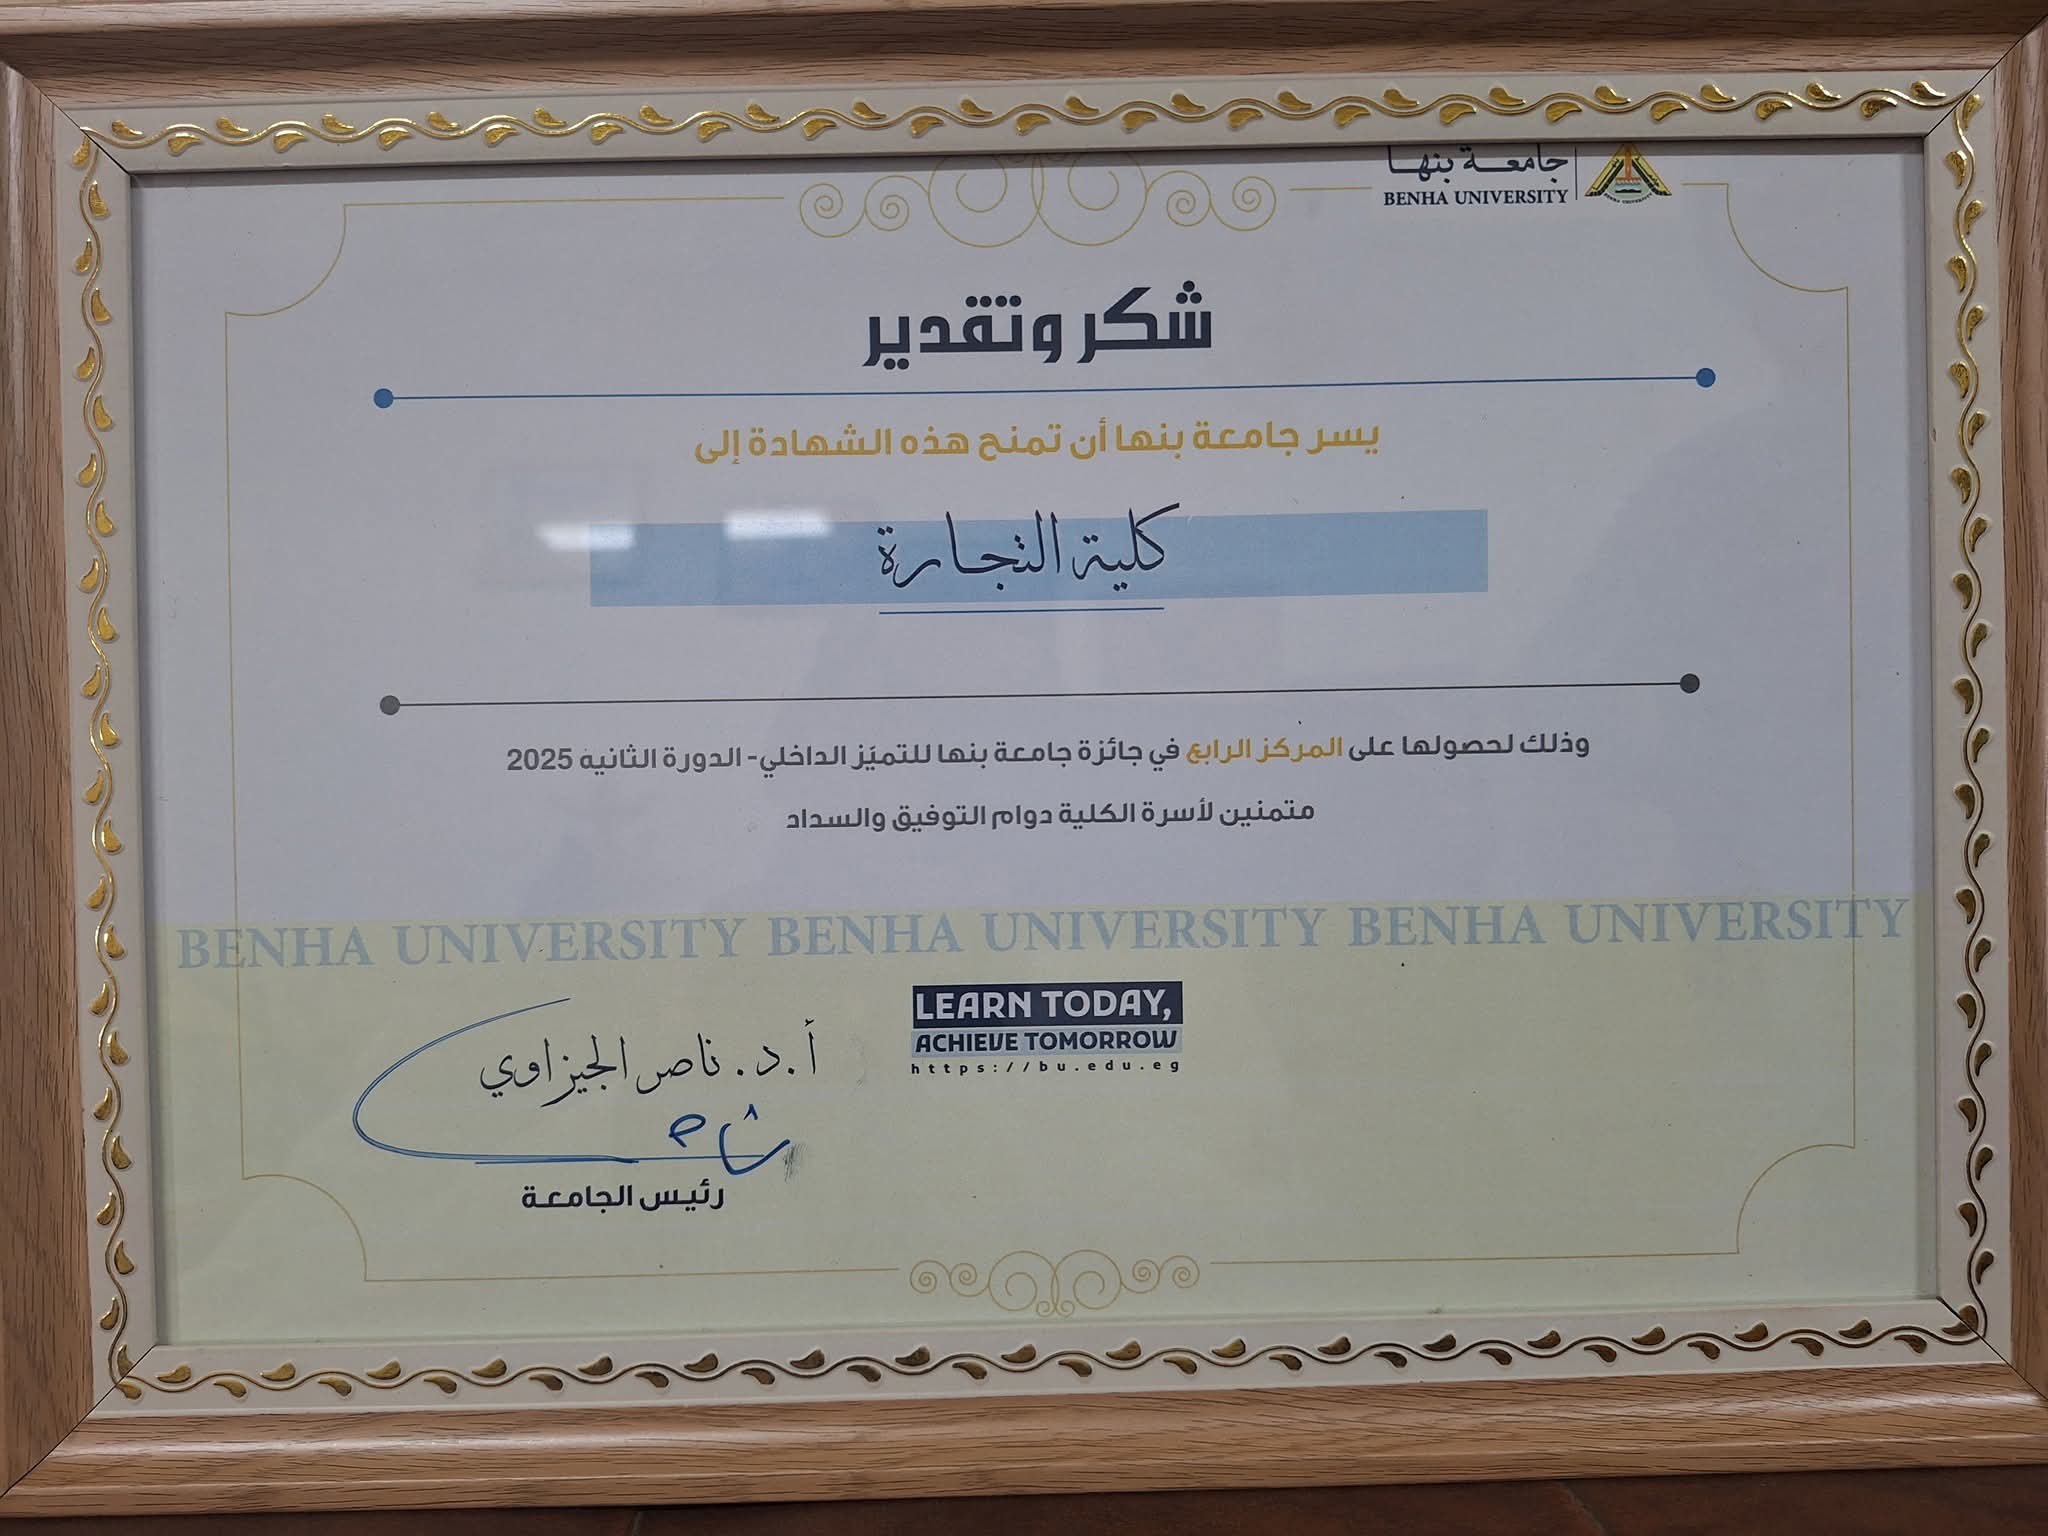 جامعة بنها
BENHA UNIVERSITY
شكر وتقدير
يسر جامعة بنها أن تمنح هذه الشهادة إلى
كلية التجارة
وذلك لحصولها على المركز الرابع في جائزة جامعة بنها للتميّز الداخلي- الدورة الثانية 2025
متمنين لأسرة الكلية دوام التوفيق والسداد
BENHA UNIVERSITY BENHA UNIVERSITY BENHA UNIVERSITY
LEARN TODAY,
ACHIEVE TOMORROW
https://bu.edu.eg
أ.د. ناصر الجيزاوي
رئيس الجامعة